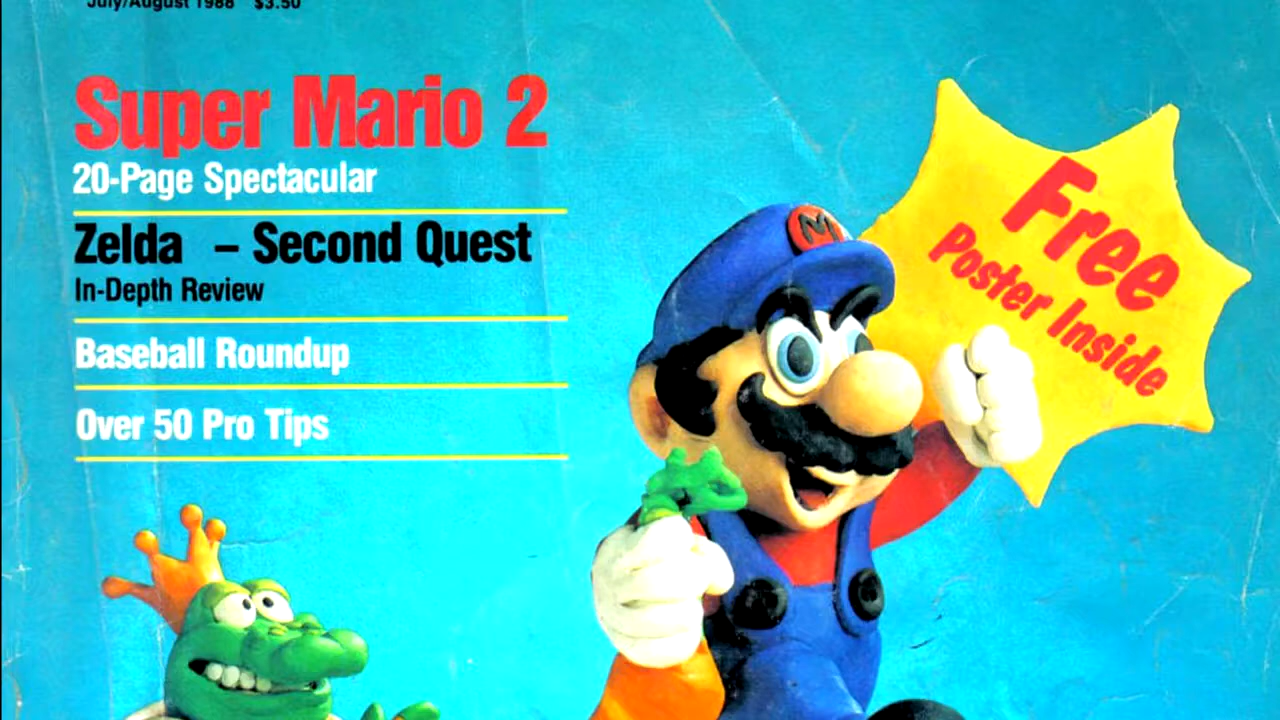 July/August 1988 $3.50
Super Mario 2
20-Page Spectacular
Zelda – Second Quest
In-Depth Review
Baseball Roundup
Over 50 Pro Tips
M
Free
Poster Inside